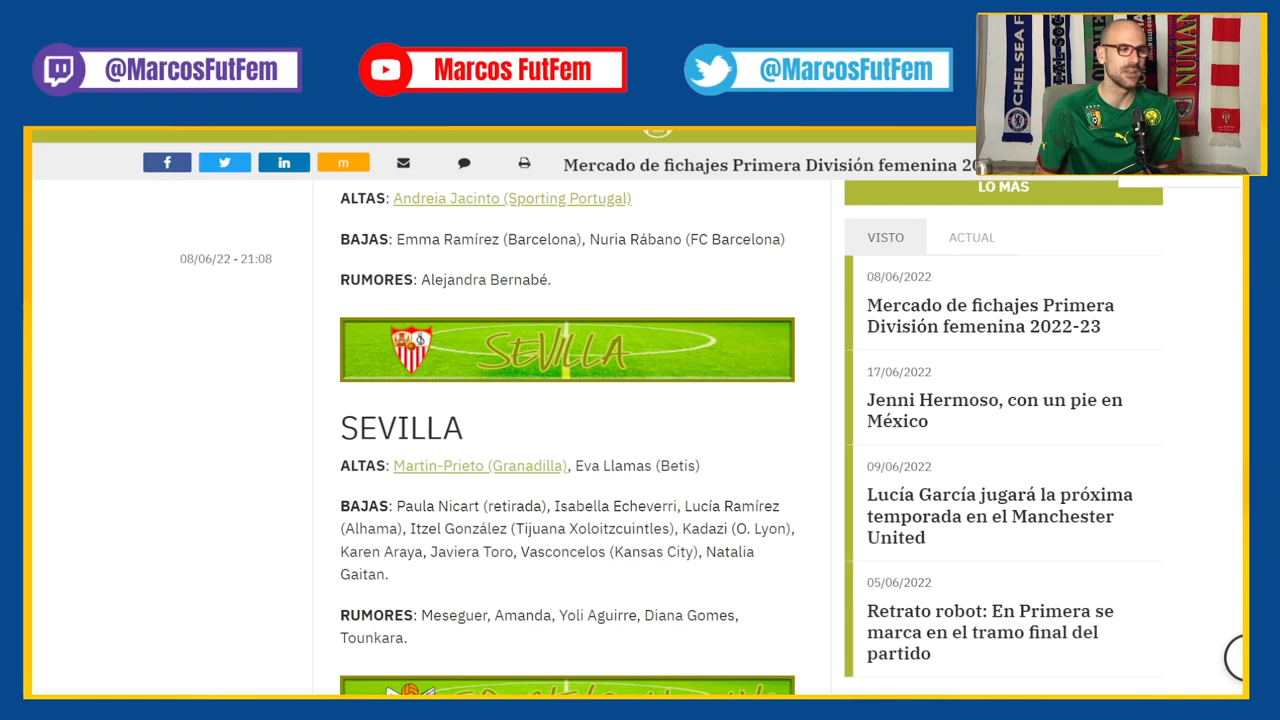 @MarcosFutFem
Marcos FutFem
@MarcosFutFem
CHELSEA F
NUMAN
Mercado de fichajes Primera División femenina 20
ALTAS: Andreia Jacinto (Sporting Portugal)
BAJAS: Emma Ramírez (Barcelona), Nuria Rábano (FC Barcelona)
08/06/22 - 21:08
RUMORES: Alejandra Bernabé.
SEVILLA
SEVILLA
ALTAS: Martin-Prieto (Granadilla), Eva Llamas (Betis)
BAJAS: Paula Nicart (retirada), Isabella Echeverri, Lucía Ramírez
(Alhama), Itzel González (Tijuana Xoloitzcuintles), Kadazi (O. Lyon),
Karen Araya, Javiera Toro, Vasconcelos (Kansas City), Natalia
Gaitan.
RUMORES: Meseguer, Amanda, Yoli Aguirre, Diana Gomes,
Tounkara.
LO MÁS
VISTO
ACTUAL
08/06/2022
Mercado de fichajes Primera
División femenina 2022-23
17/06/2022
Jenni Hermoso, con un pie en
México
09/06/2022
Lucía García jugará la próxima
temporada en el Manchester
United
05/06/2022
Retrato robot: En Primera se
marca en el tramo final del
partido